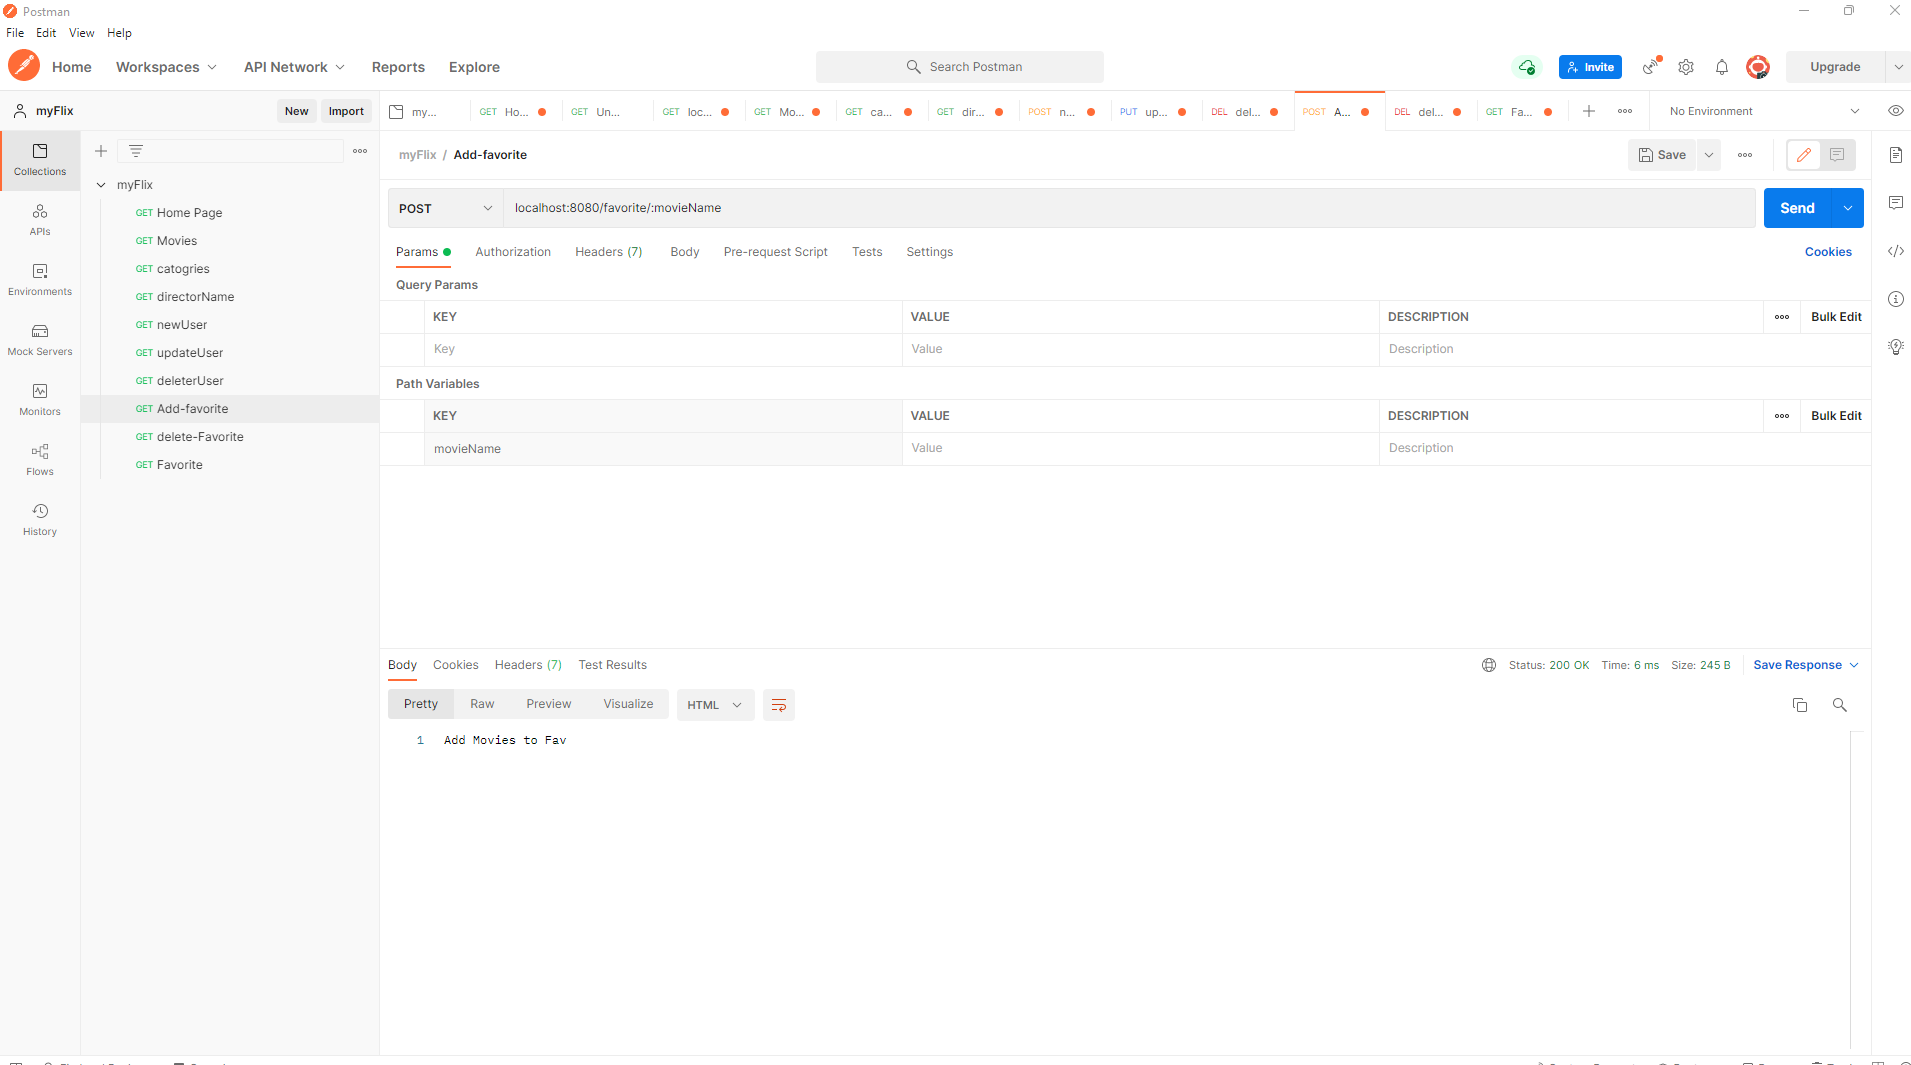 Postman
File Edit View Help
Home Workspaces API Network Reports Explore
Search Postman
Invite
Upgrade
myFlix
New Import
my...
GET Ho...
GET Un...
GET loc...
GET Mo...
GET ca...
GET dir...
POST n...
PUT up...
DEL del...
POST A...
DEL del...
GET Fa...
No Environment
Collections
APIs
Environments
Mock Servers
Monitors
Flows
History
myFlix
GET Home Page
GET Movies
GET catogries
GET directorName
GET newUser
GET updateUser
GET deleterUser
GET Add-favorite
GET delete-Favorite
GET Favorite
myFlix / Add-favorite
Save
POST localhost:8080/favorite/:movieName
Send
Params Authorization Headers (7) Body Pre-request Script Tests Settings Cookies
Query Params
KEY VALUE DESCRIPTION Bulk Edit
Key Value Description
Path Variables
KEY VALUE DESCRIPTION Bulk Edit
movieName Value Description
Body Cookies Headers (7) Test Results Status: 200 OK Time: 6 ms Size: 245 B Save Response
Pretty Raw Preview Visualize HTML
1 Add Movies to Fav